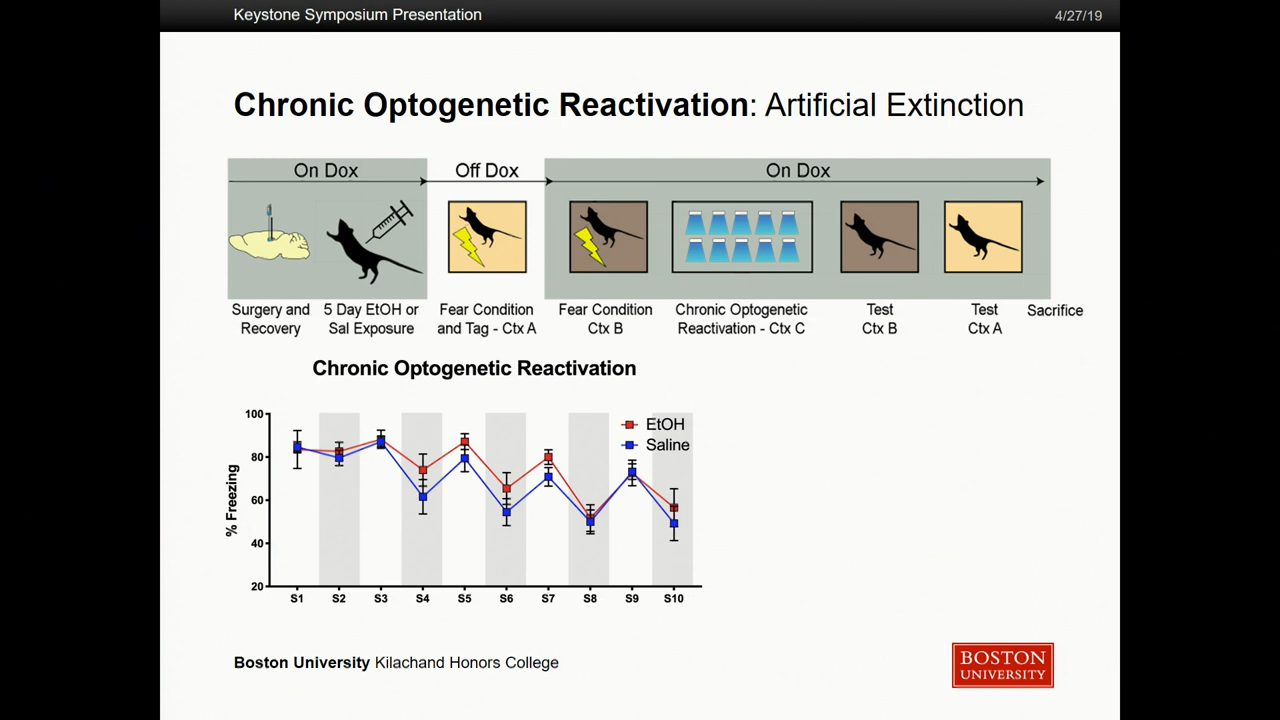 Keystone Symposium Presentation
4/27/19
Chronic Optogenetic Reactivation: Artificial Extinction
On Dox
Off Dox
On Dox
Surgery and
Recovery
5 Day EtOH or
Sal Exposure
Fear Condition
and Tag - Ctx A
Fear Condition
Ctx B
Chronic Optogenetic
Reactivation - Ctx C
Test
Ctx B
Test
Ctx A
Sacrifice
Chronic Optogenetic Reactivation
% Freezing
100
80
60
40
20
EtOH
Saline
S1 S2 S3 S4 S5 S6 S7 S8 S9 S10
Boston University Kilachand Honors College
BOSTON
UNIVERSITY